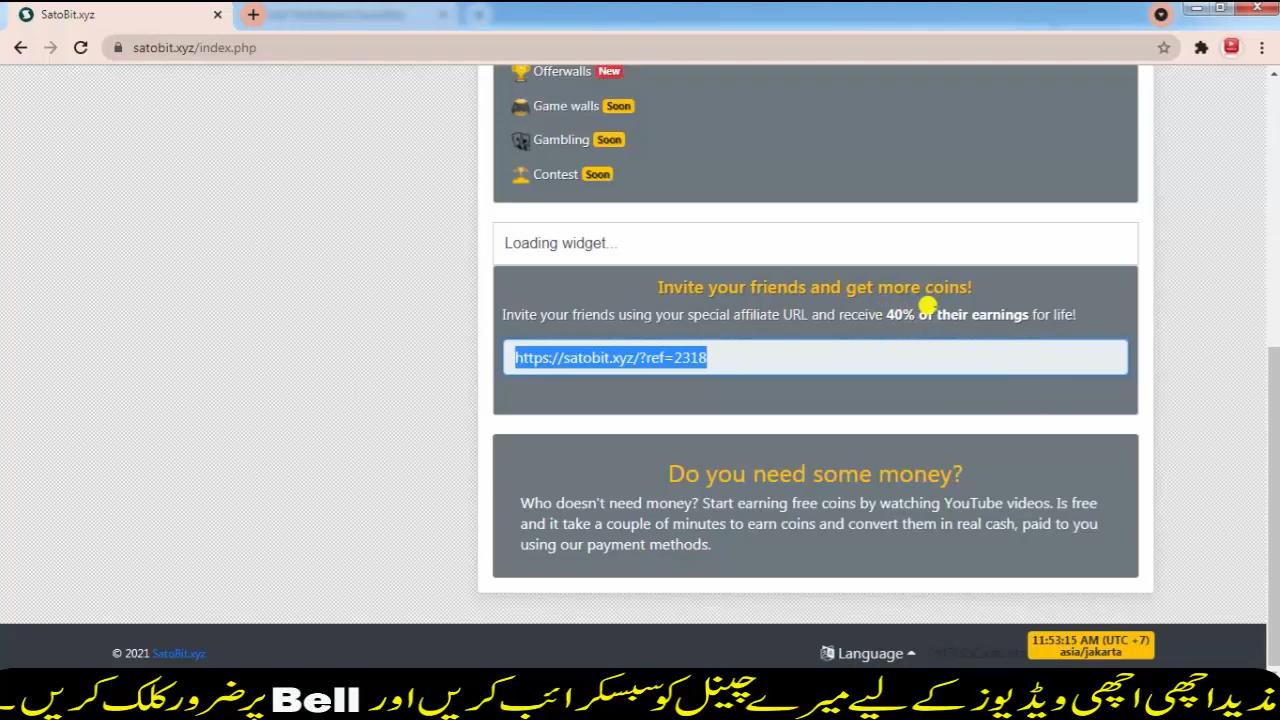 SatoBit.xyz
satobit.xyz/index.php
Offerwalls New
Game walls Soon
Gambling Soon
Contest Soon
Loading widget...
Invite your friends and get more coins!
Invite your friends using your special affiliate URL and receive 40% of their earnings for life!
https://satobit.xyz/?ref=2318
Do you need some money?
Who doesn't need money? Start earning free coins by watching YouTube videos. Is free
and it take a couple of minutes to earn coins and convert them in real cash, paid to you
using our payment methods.
© 2021 SatoBit.xyz
Language
11:53:15 AM (UTC +7)
asia/jakarta
مذید اچھی اچھی ویڈیوز کے لیے میرے چینل کو سبسکرائب کریں اور Bell پر ضرور کلک کریں ۔